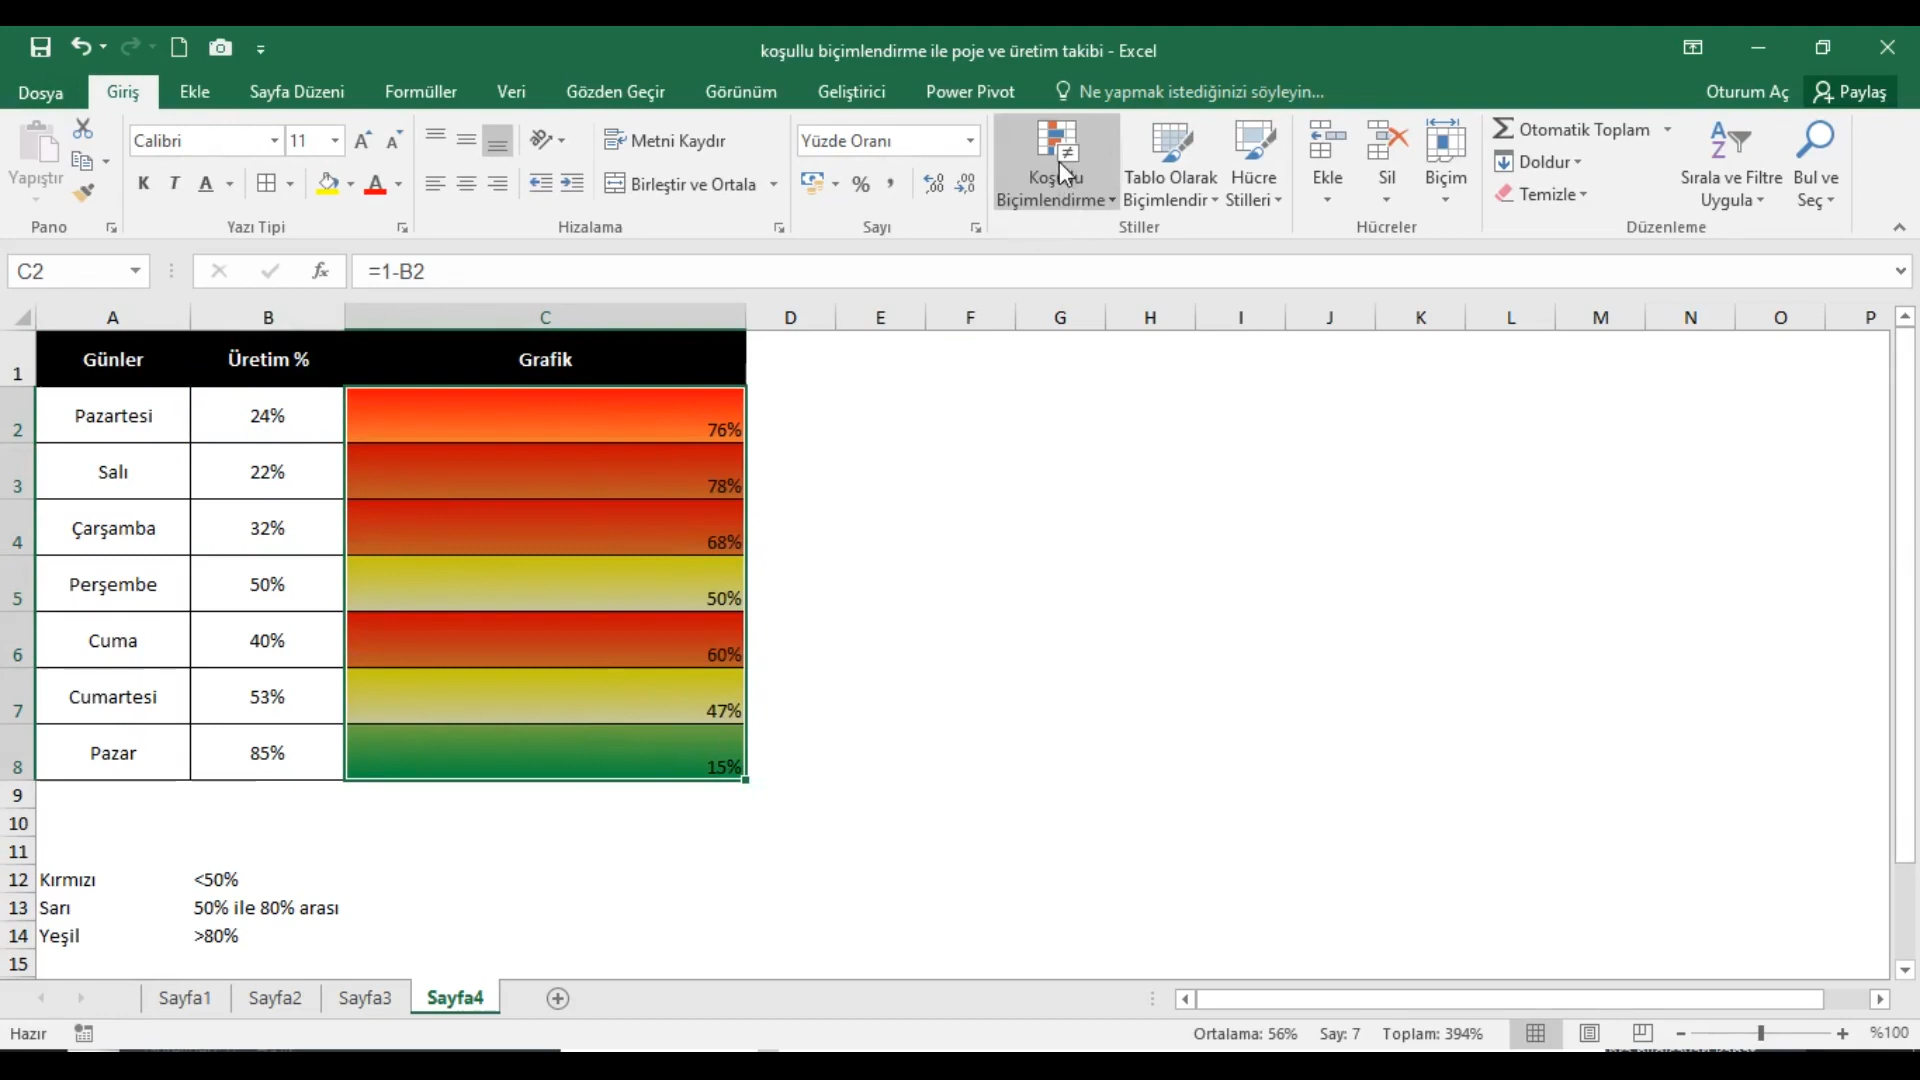 koşullu biçimlendirme ile poje ve üretim takibi - Excel
Dosya Giriş Ekle Sayfa Düzeni Formüller Veri Gözden Geçir Görünüm Geliştirici Power Pivot Ne yapmak istediğinizi söyleyin... Oturum Aç Paylaş
Yapıştır
Pano
Calibri 11
K T A A
Yazı Tipi
Metni Kaydır
Birleştir ve Ortala
Hizalama
Yüzde Oranı
%
Sayı
Koşullu
Biçimlendirme
Tablo Olarak
Biçimlendir
Hücre
Stilleri
Stiller
Ekle
Sil
Biçim
Hücreler
Otomatik Toplam
Doldur
Temizle
Sırala ve Filtre
Uygula
Bul ve
Seç
Düzenleme
C2 fx =1-B2
A B C D E F G H I J K L M N O P
1 Günler Üretim % Grafik
2 Pazartesi 24% 76%
3 Salı 22% 78%
4 Çarşamba 32% 68%
5 Perşembe 50% 50%
6 Cuma 40% 60%
7 Cumartesi 53% 47%
8 Pazar 85% 15%
9
10
11
12 Kırmızı <50%
13 Sarı 50% ile 80% arası
14 Yeşil >80%
15
Sayfa1 Sayfa2 Sayfa3 Sayfa4
Hazır Ortalama: 56% Say: 7 Toplam: 394% %100